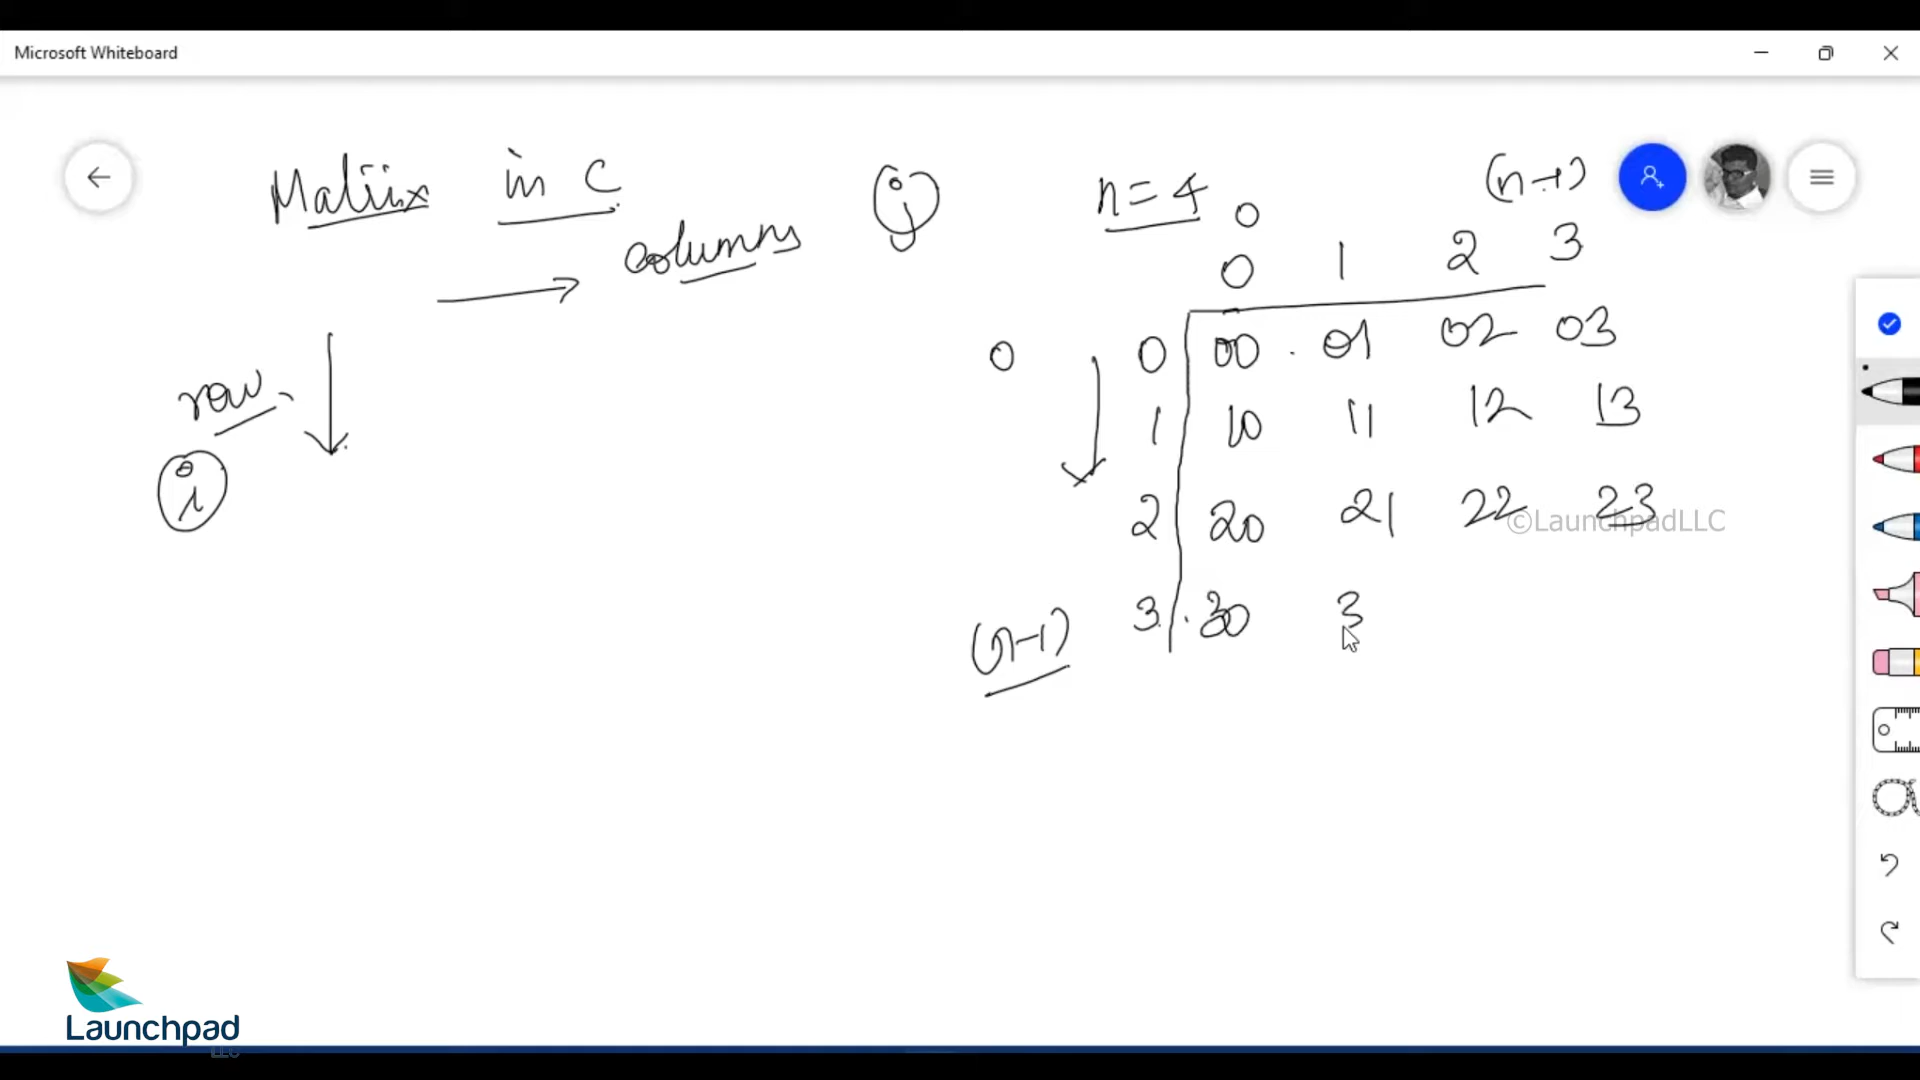 Microsoft Whiteboard
Matrix in C
columns j
row
i
n=4
(n-1)
0
0 1 2 3
0 0 00 01 02 03
1 10 11 12 13
2 20 21 22 23
©LaunchpadLLC
(n-1) 3 30 3
Launchpad
LLC